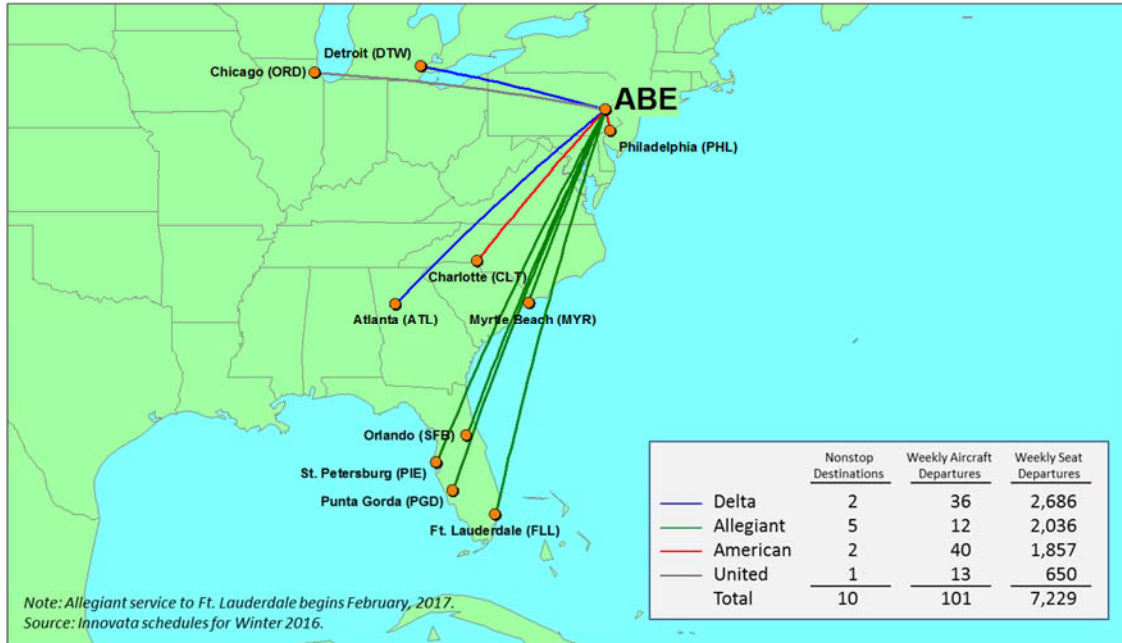 Detroit (DTW)
Chicago (ORD)
ABE
Philadelphia (PHL)
Charlotte (CLT)
Atlanta (ATL)
Myrtle Beach (MYR)
Orlando (SFB)
St. Petersburg (PIE)
Punta Gorda (PGD)
Ft. Lauderdale (FLL)
Nonstop Weekly Aircraft Weekly Seat
Destinations Departures Departures
Delta 2 36 2,686
Allegiant 5 12 2,036
American 2 40 1,857
United 1 13 650
Total 10 101 7,229
Note: Allegiant service to Ft. Lauderdale begins February, 2017.
Source: Innovata schedules for Winter 2016.